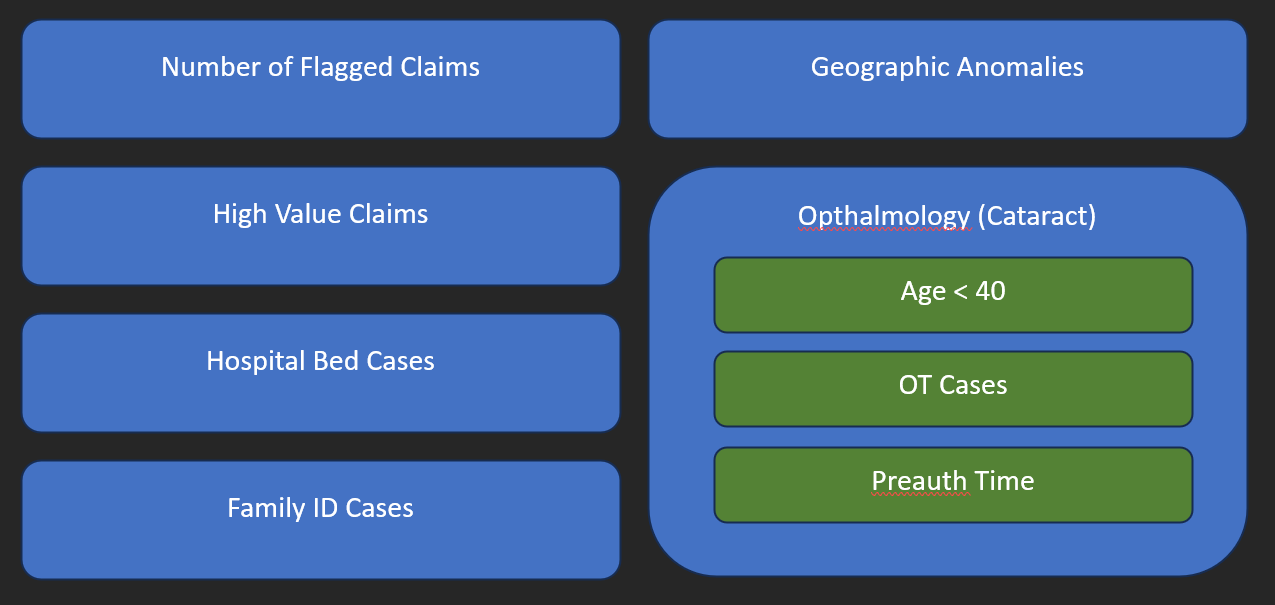 Number of Flagged Claims
High Value Claims
Hospital Bed Cases
Family ID Cases
Geographic Anomalies
Opthalmology (Cataract)
Age < 40
OT Cases
Preauth Time